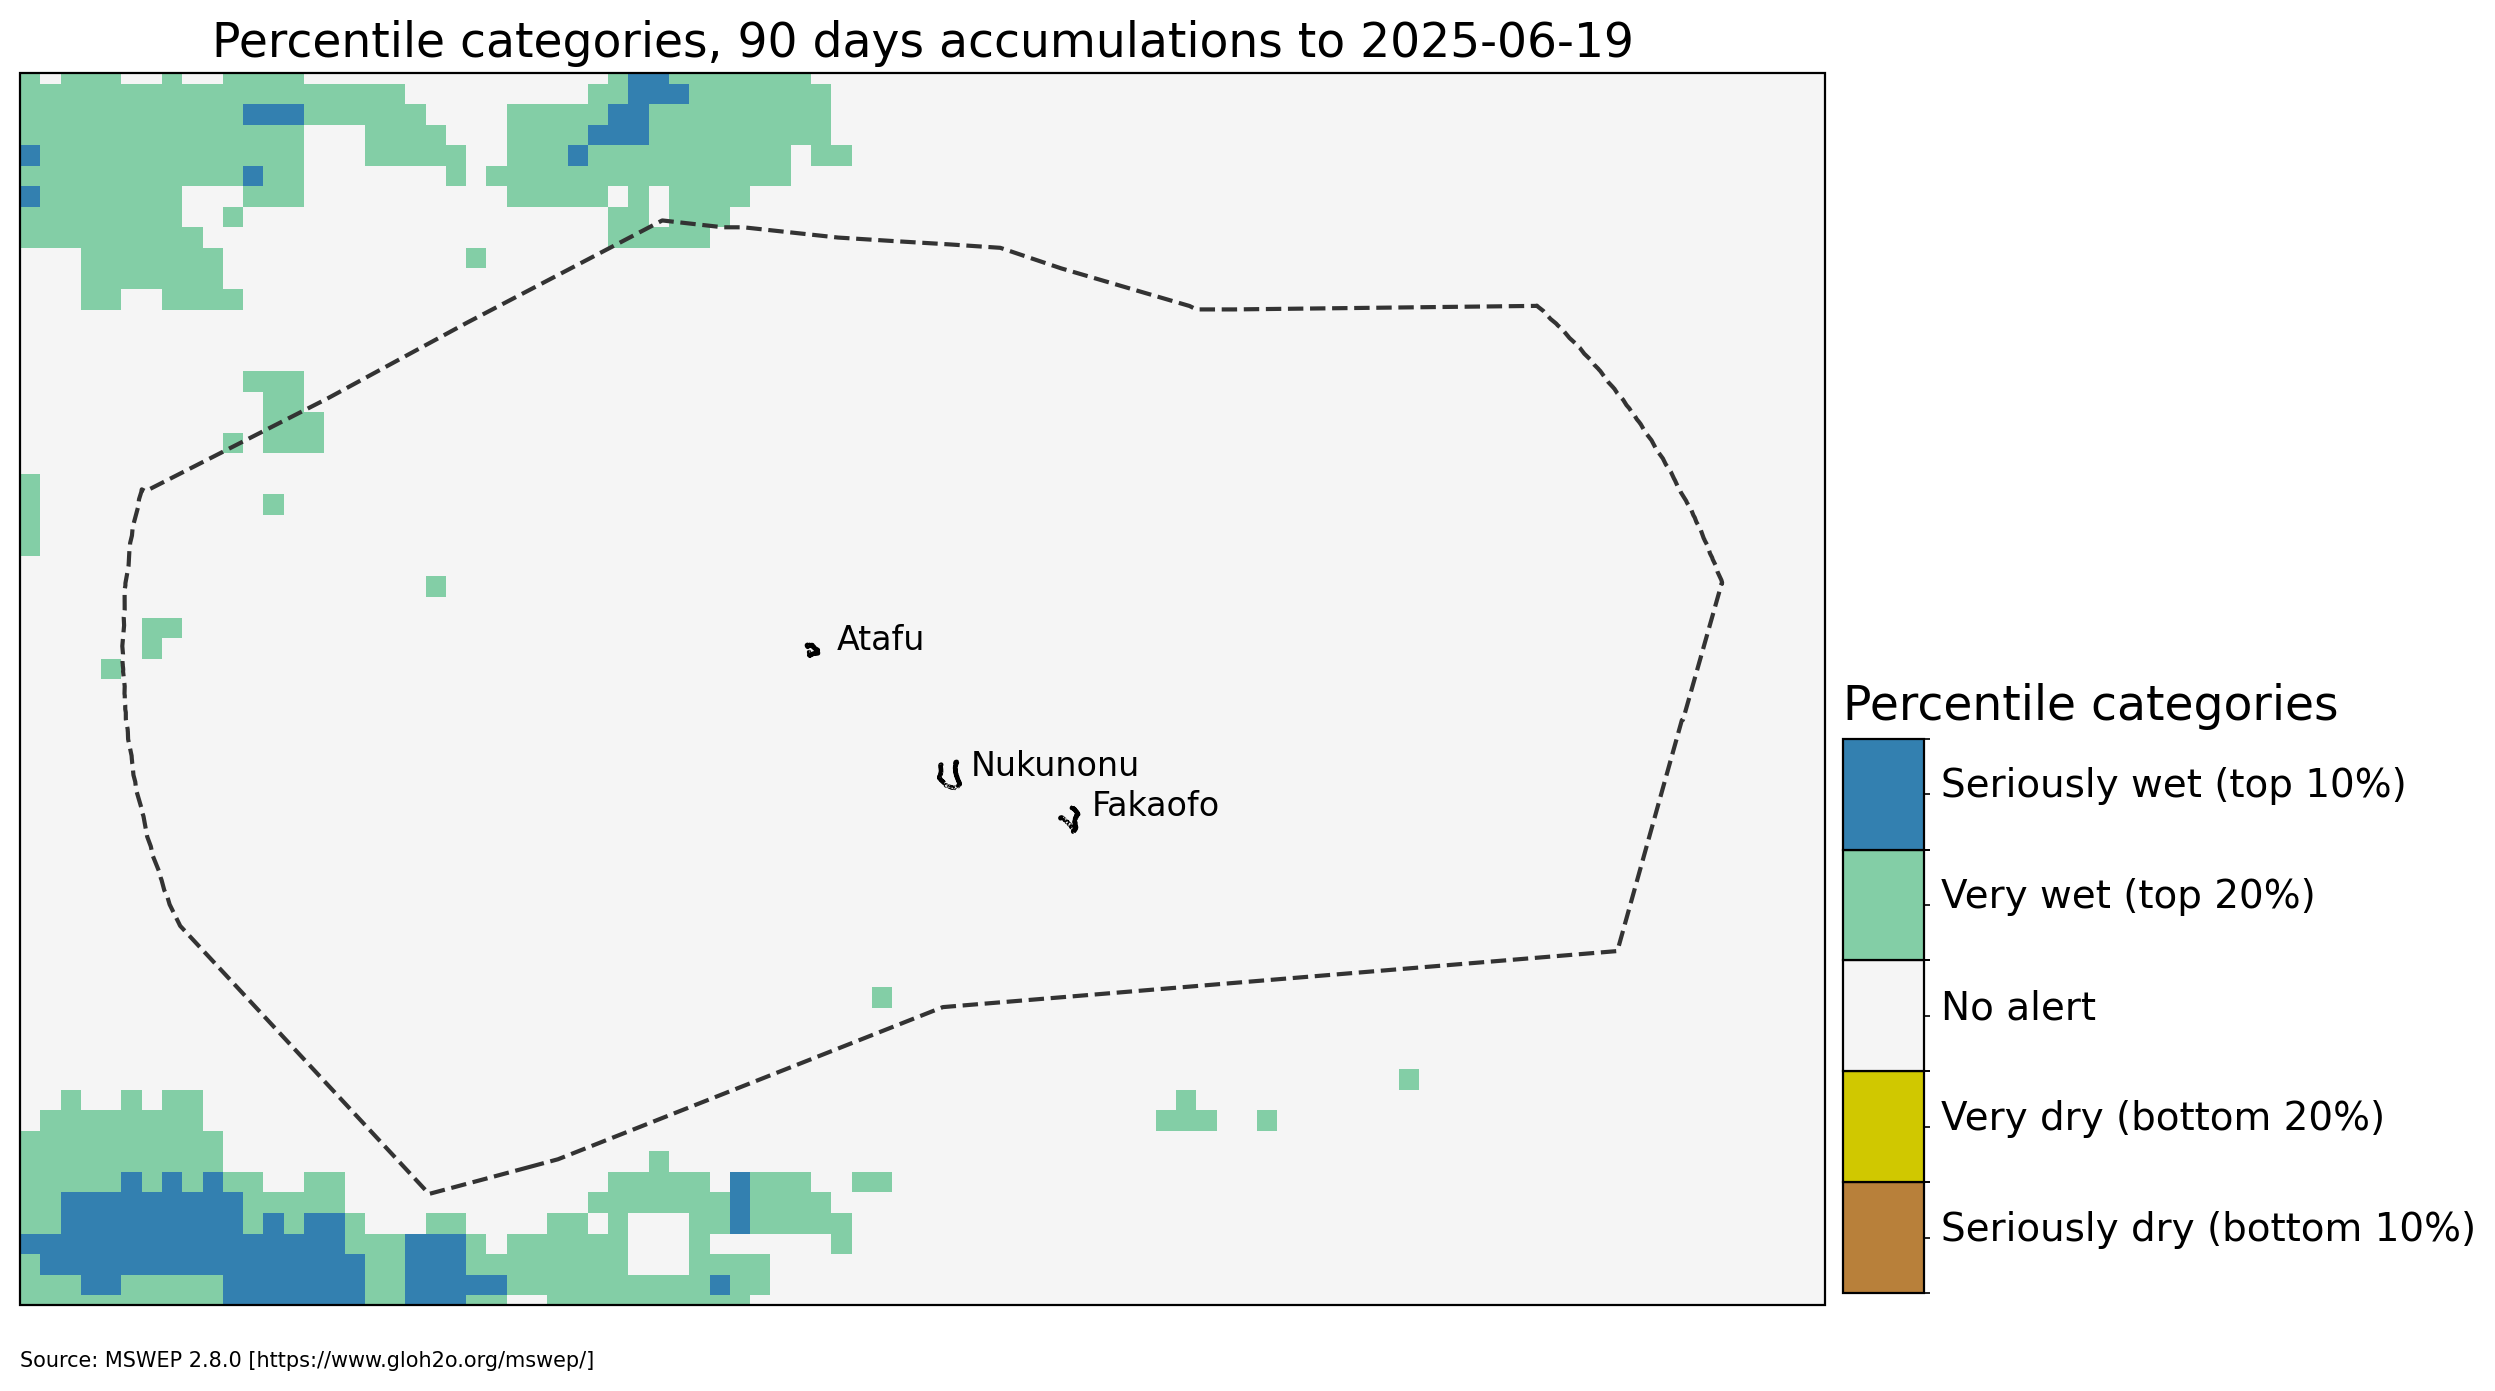 Percentile categories, 90 days accumulations to 2025-06-19
Atafu
Nukunonu
Fakaofo
Percentile categories
Seriously wet (top 10%)
Very wet (top 20%)
No alert
Very dry (bottom 20%)
Seriously dry (bottom 10%)
Source: MSWEP 2.8.0 [https://www.gloh2o.org/mswep/]